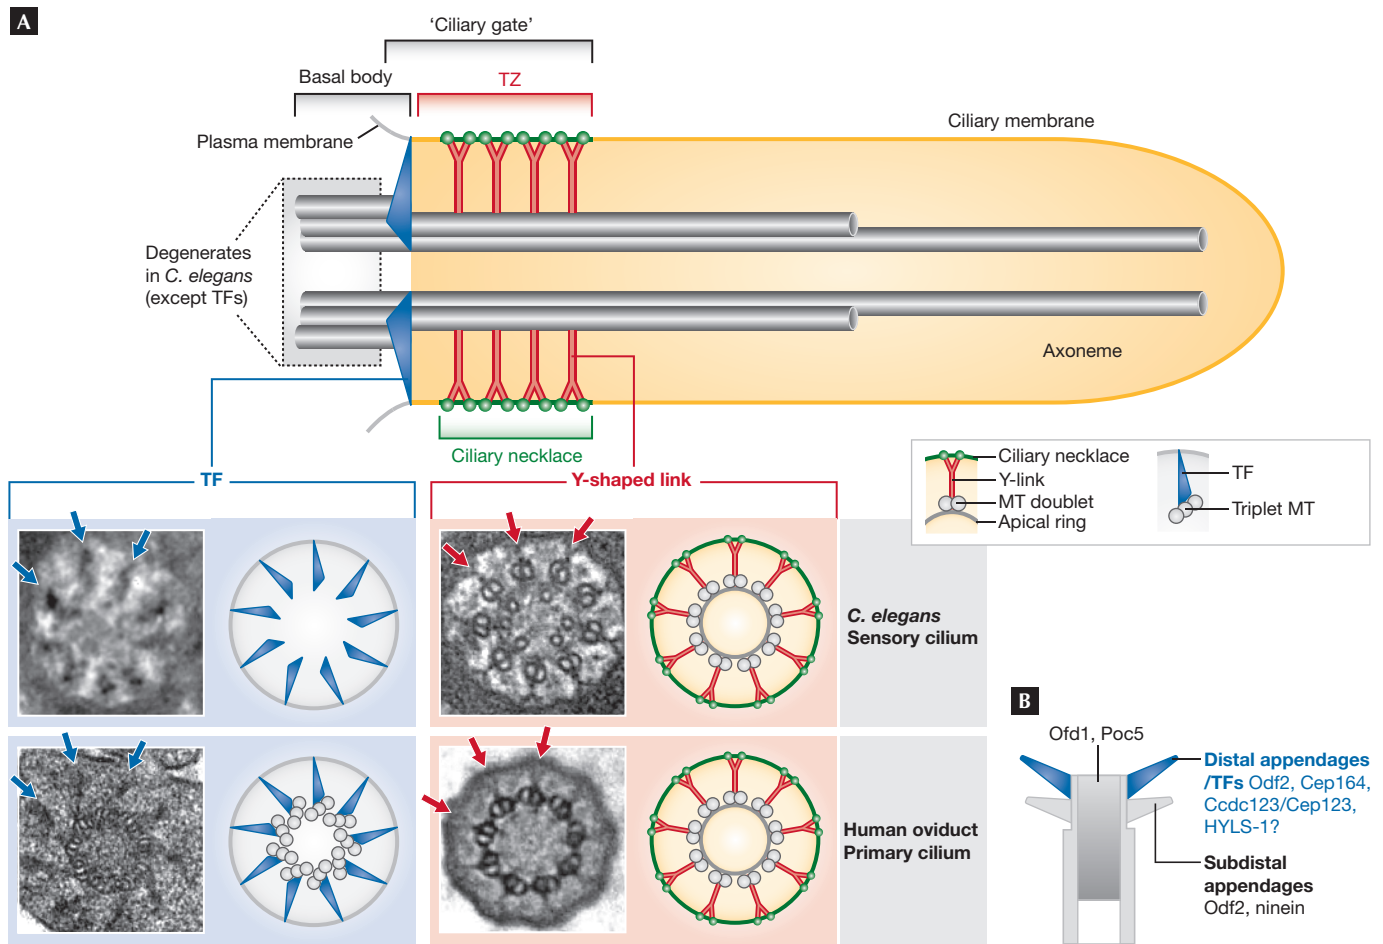 A
‘Ciliary gate’
Basal body
TZ
Plasma membrane
Ciliary membrane
Degenerates
in C. elegans
(except TFs)
Axoneme
Ciliary necklace
TF
Y-shaped link
Ciliary necklace
Y-link
MT doublet
Apical ring
TF
Triplet MT
C. elegans
Sensory cilium
Human oviduct
Primary cilium
B
Ofd1, Poc5
Distal appendages
/TFs Odf2, Cep164,
Ccdc123/Cep123,
HYLS-1?
Subdistal
appendages
Odf2, ninein